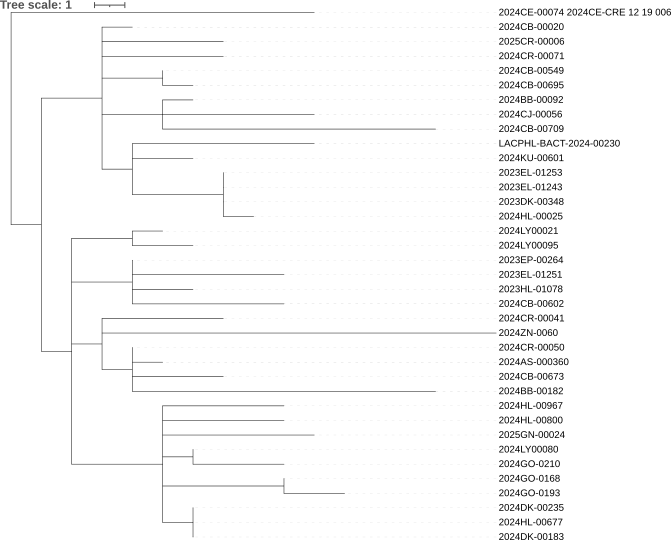 Tree scale: 1
2024CE-00074 2024CE-CRE 12 19 006
2024CB-00020
2025CR-00006
2024CR-00071
2024CB-00549
2024CB-00695
2024BB-00092
2024CJ-00056
2024CB-00709
LACPHL-BACT-2024-00230
2024KU-00601
2023EL-01253
2023EL-01243
2023DK-00348
2024HL-00025
2024LY00021
2024LY00095
2023EP-00264
2023EL-01251
2023HL-01078
2024CB-00602
2024CR-00041
2024ZN-0060
2024CR-00050
2024AS-000360
2024CB-00673
2024BB-00182
2024HL-00967
2024HL-00800
2025GN-00024
2024LY00080
2024GO-0210
2024GO-0168
2024GO-0193
2024DK-00235
2024HL-00677
2024DK-00183